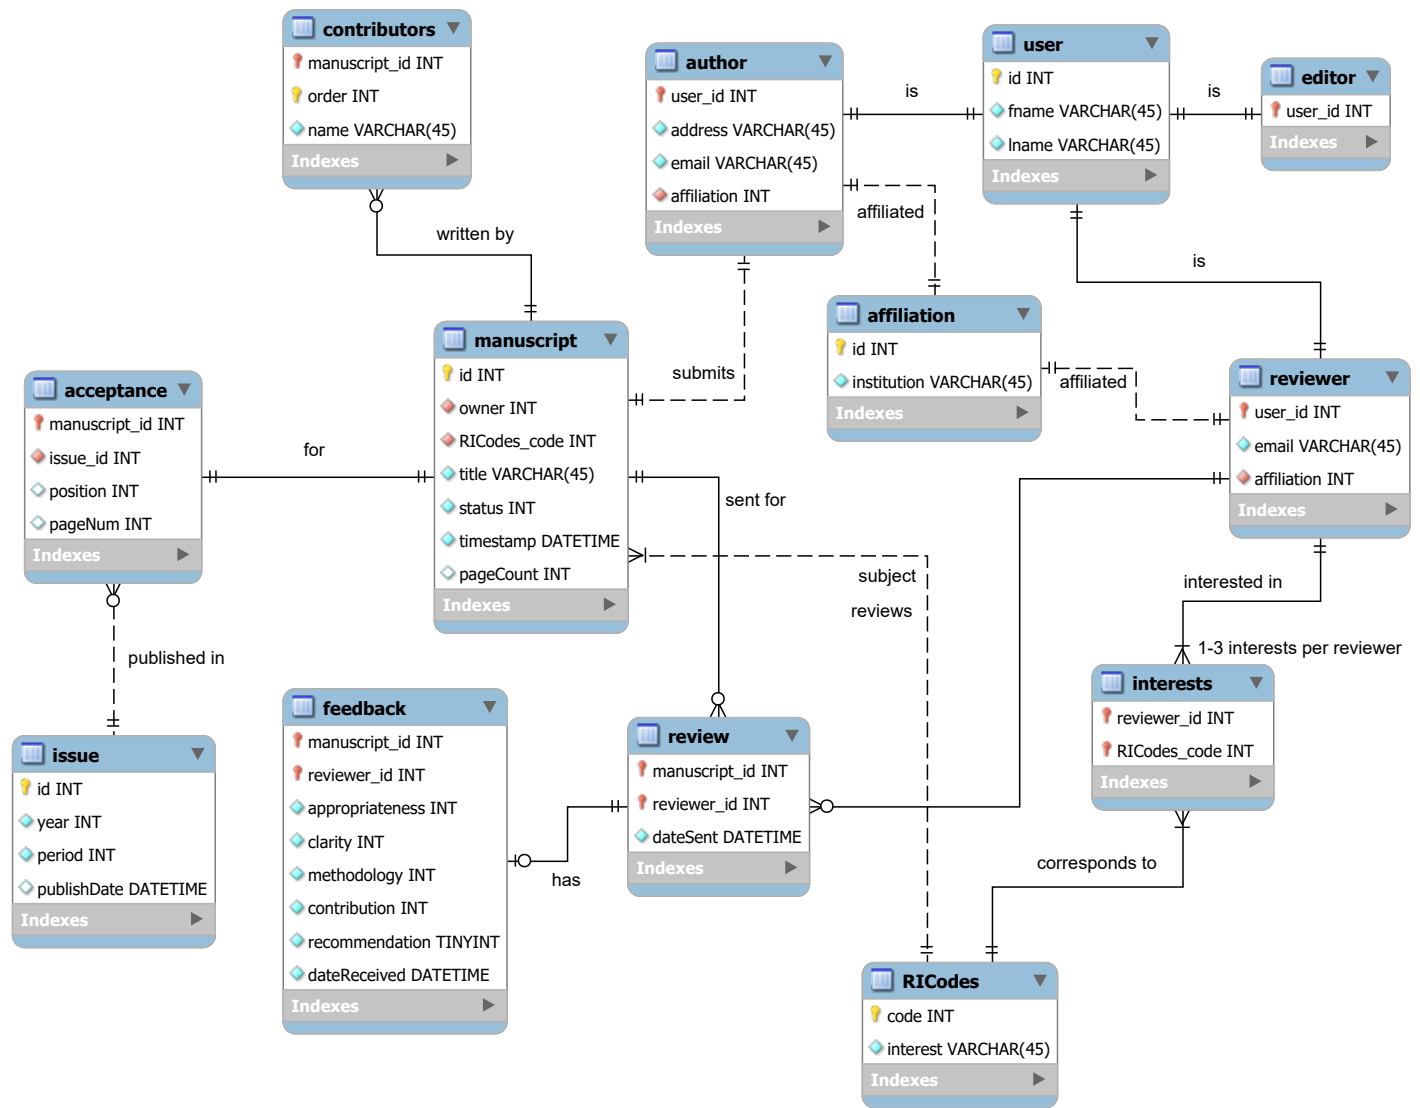 contributors
manuscript_id INT
order INT
name VARCHAR(45)
Indexes
author
user_id INT
address VARCHAR(45)
email VARCHAR(45)
affiliation INT
Indexes
is
user
id INT
fname VARCHAR(45)
lname VARCHAR(45)
Indexes
is
editor
user_id INT
Indexes
written by
affiliated
is
submits
affiliation
id INT
institution VARCHAR(45)
Indexes
affiliated
reviewer
user_id INT
email VARCHAR(45)
affiliation INT
Indexes
manuscript
id INT
owner INT
RICodes_code INT
title VARCHAR(45)
status INT
timestamp DATETIME
pageCount INT
Indexes
acceptance
manuscript_id INT
issue_id INT
position INT
pageNum INT
Indexes
for
sent for
subject
reviews
interested in
1-3 interests per reviewer
published in
issue
id INT
year INT
period INT
publishDate DATETIME
Indexes
feedback
manuscript_id INT
reviewer_id INT
appropriateness INT
clarity INT
methodology INT
contribution INT
recommendation TINYINT
dateReceived DATETIME
Indexes
has
review
manuscript_id INT
reviewer_id INT
dateSent DATETIME
Indexes
interests
reviewer_id INT
RICodes_code INT
Indexes
corresponds to
RICodes
code INT
interest VARCHAR(45)
Indexes